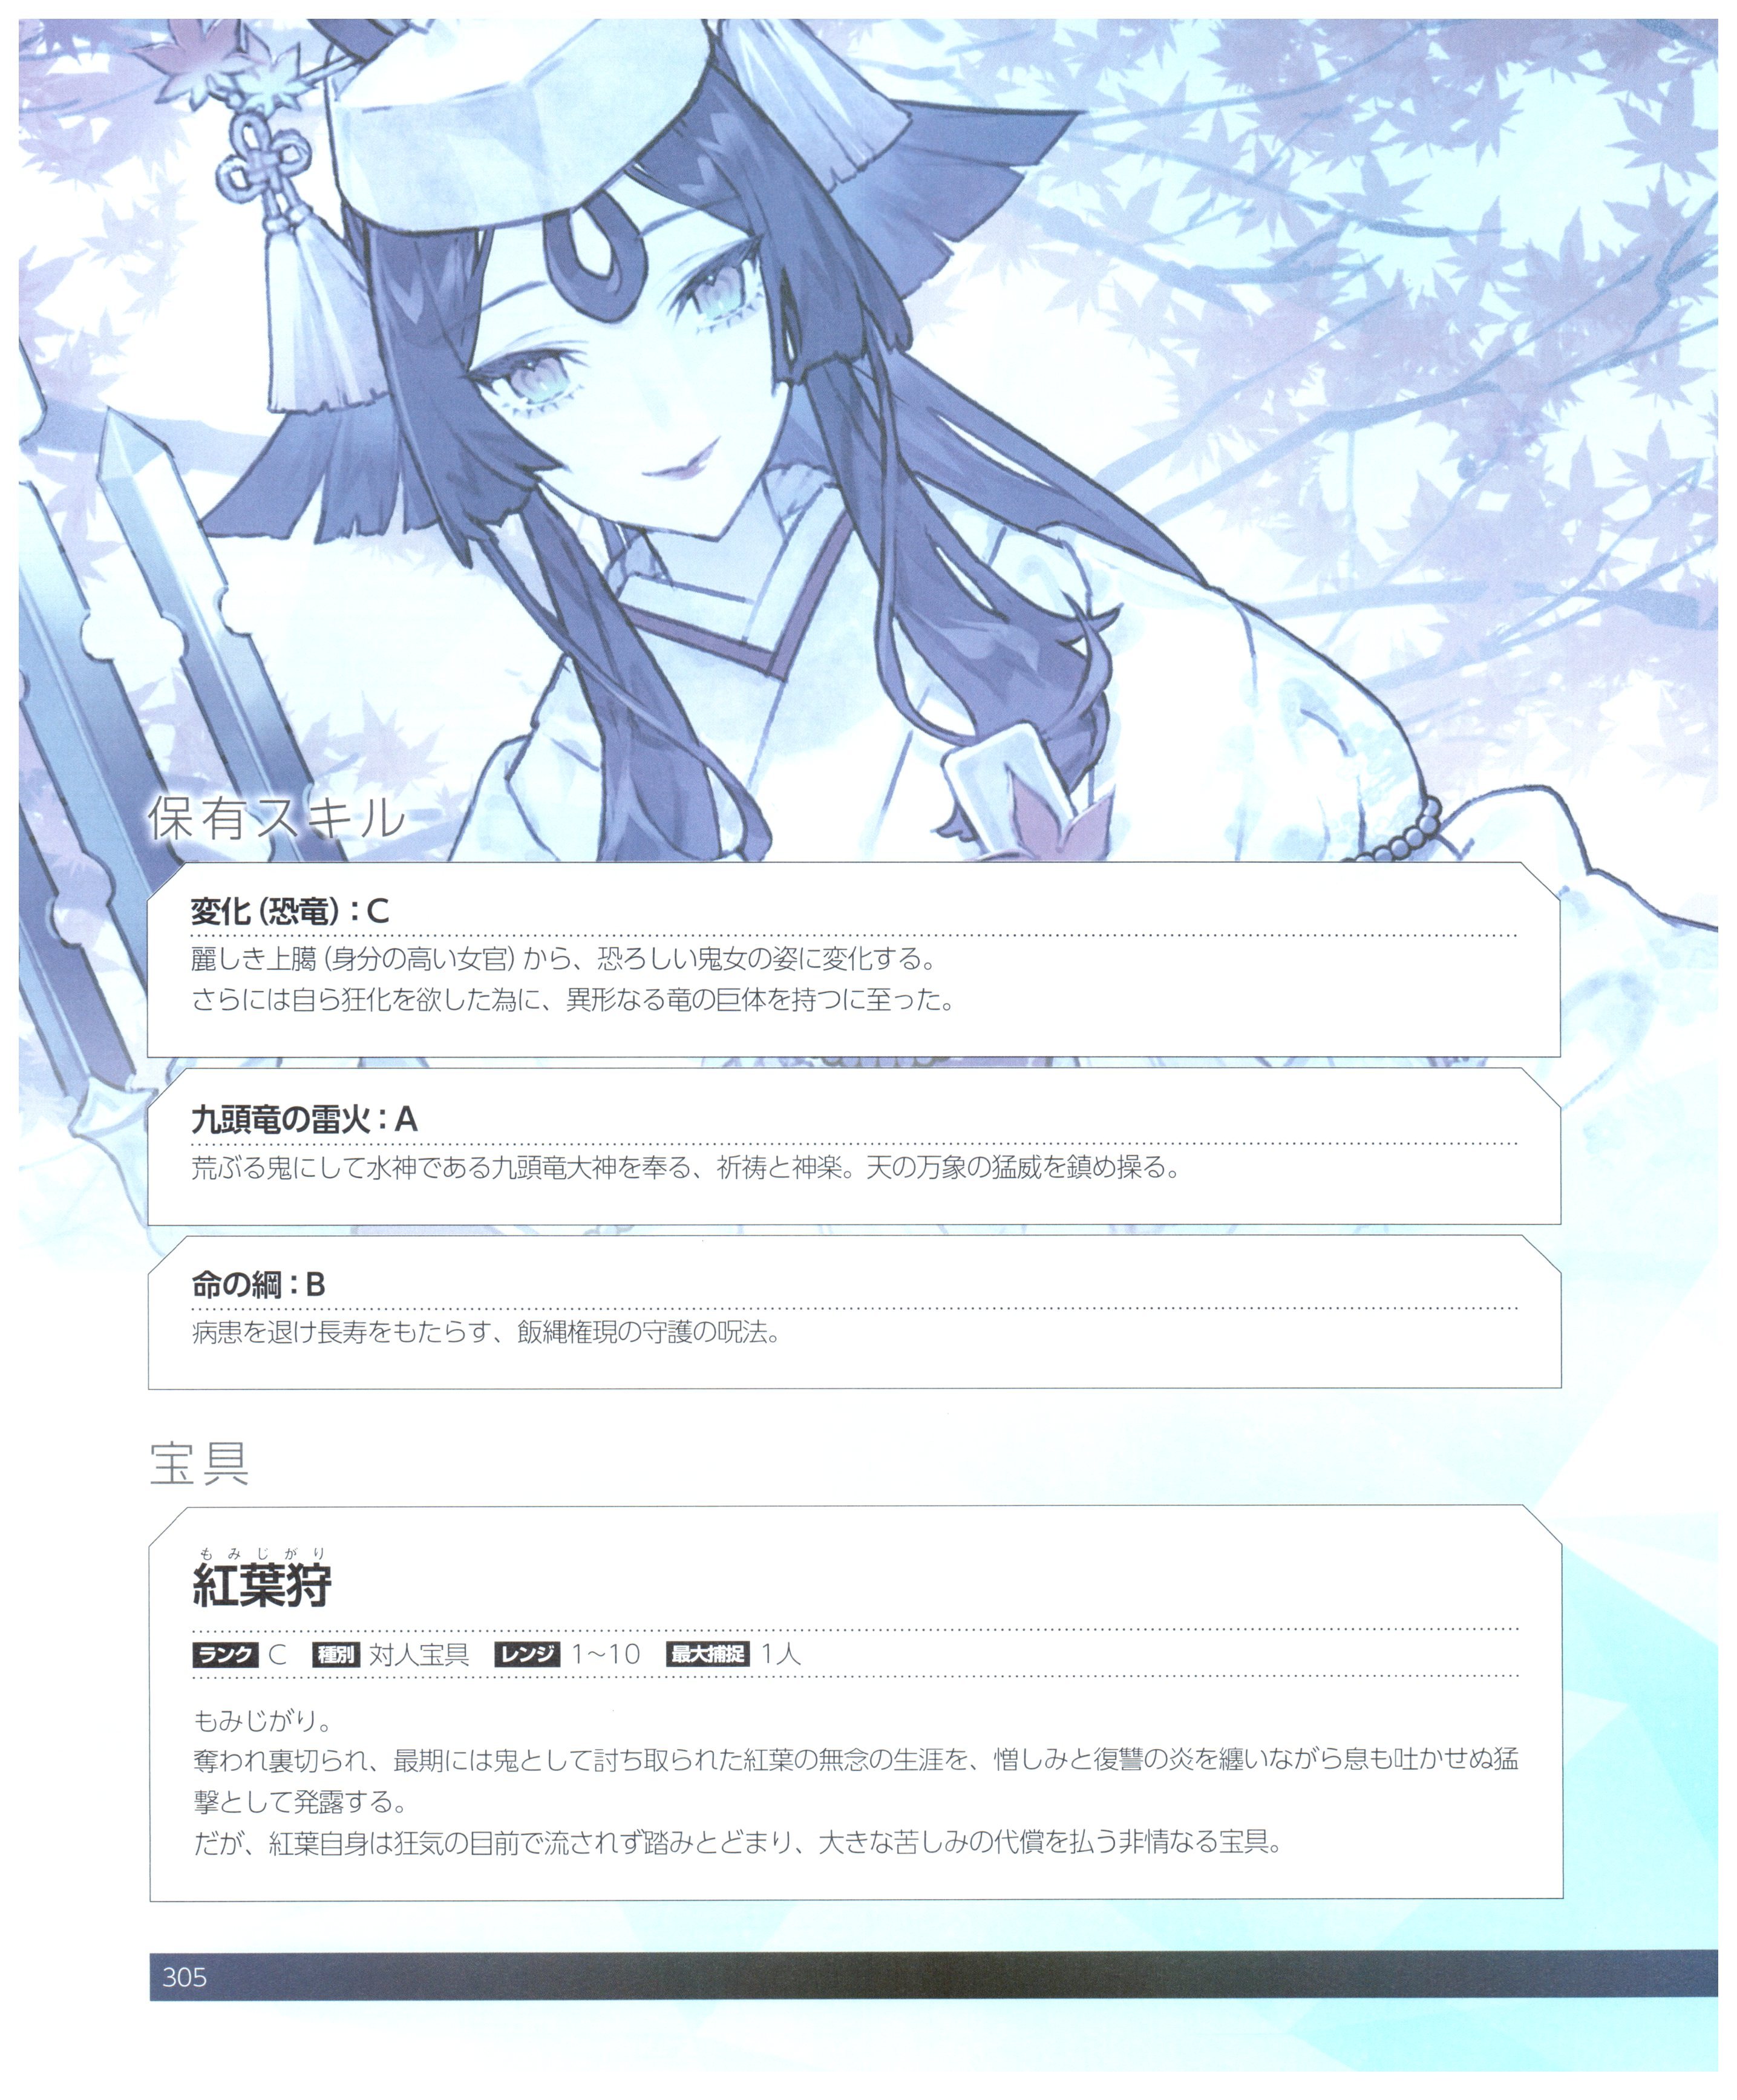 保有スキル
変化（恐竜）：C
麗しき上臈（身分の高い女官）から、恐ろしい鬼女の姿に変化する。
さらには自ら狂化を欲した為に、異形なる竜の巨体を持つに至った。
九頭竜の雷火：A
荒ぶる鬼にして水神である九頭竜大神を奉る、祈祷と神楽。天の万象の猛威を鎮め操る。
命の綱：B
病患を退け長寿をもたらす、飯縄権現の守護の呪法。
宝具
もみじがり
紅葉狩
ランク C 種別 対人宝具 レンジ 1～10 最大捕捉 1人
もみじがり。
奪われ裏切られ、最期には鬼として討ち取られた紅葉の無念の生涯を、憎しみと復讐の炎を纏いながら息も吐かせぬ猛
撃として発露する。
だが、紅葉自身は狂気の目前で流されず踏みとどまり、大きな苦しみの代償を払う非情なる宝具。
305